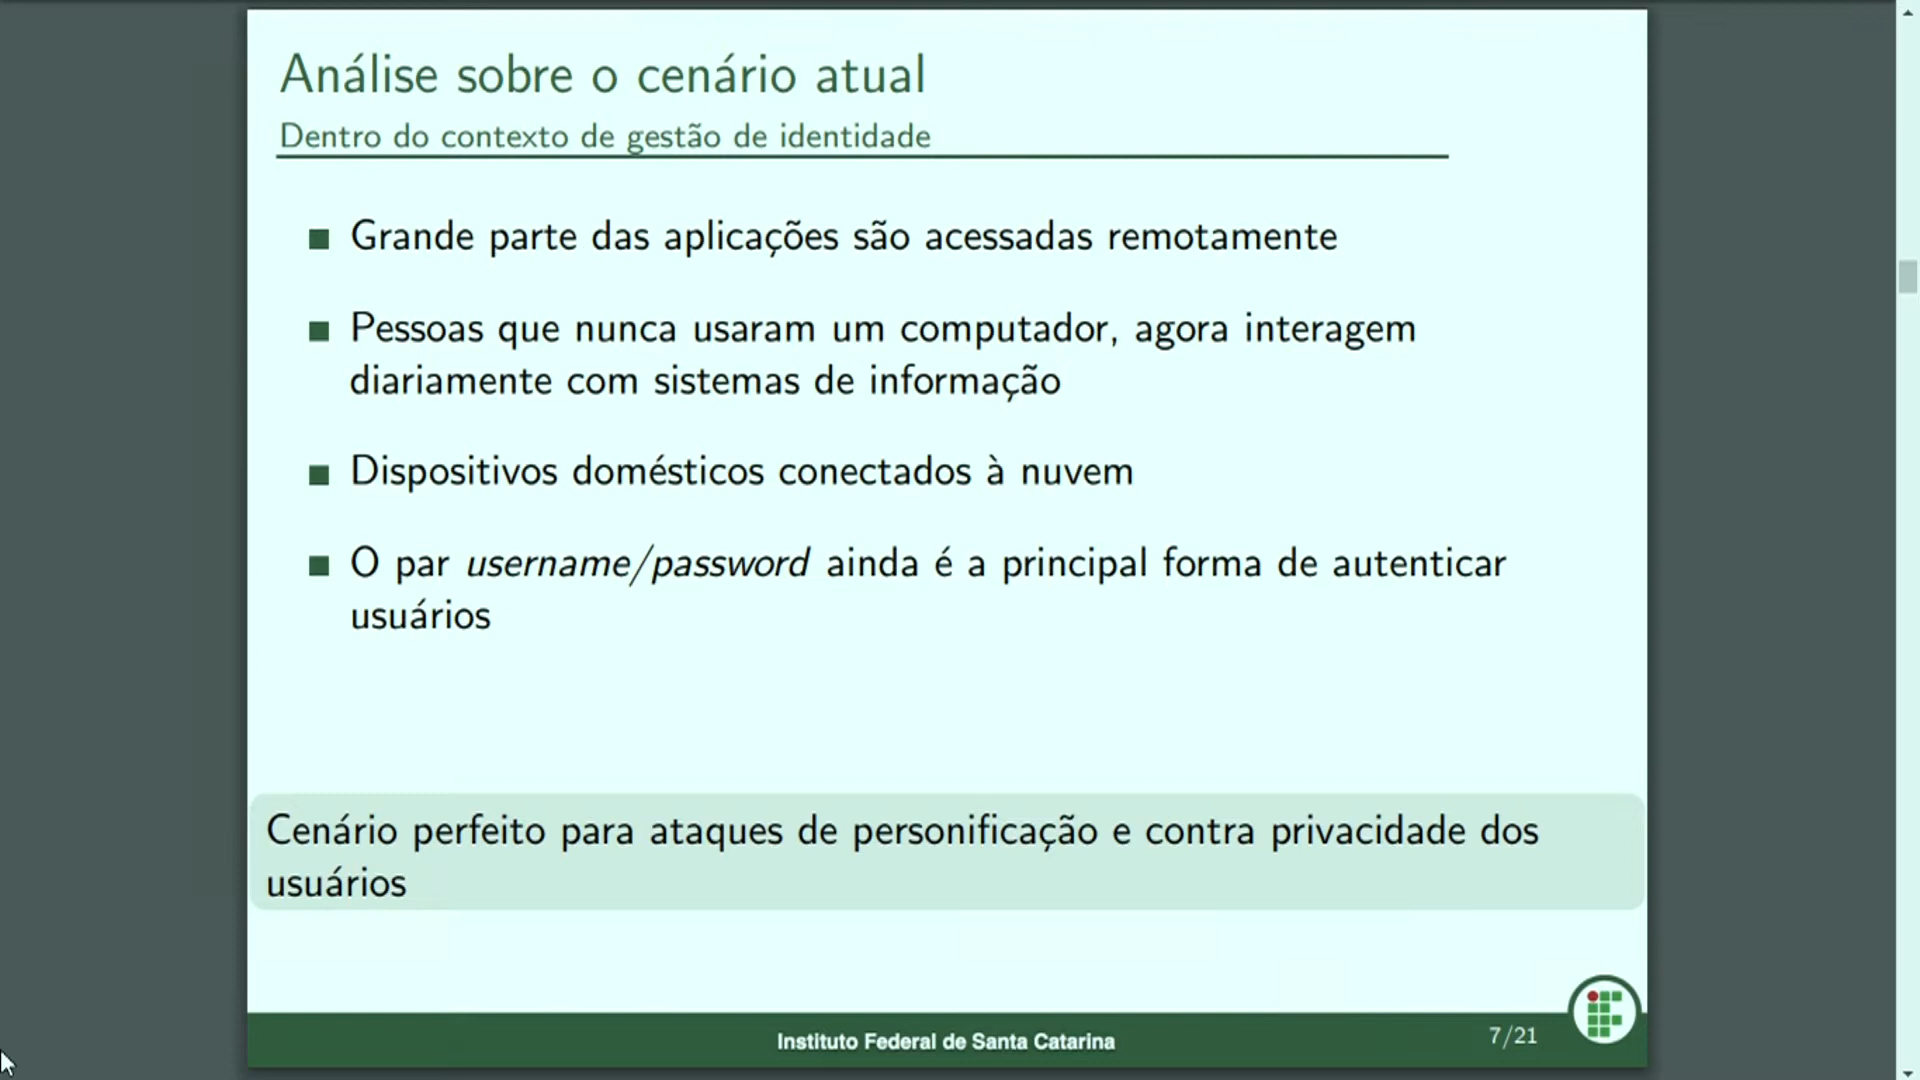 Análise sobre o cenário atual
Dentro do contexto de gestão de identidade
Grande parte das aplicações são acessadas remotamente
Pessoas que nunca usaram um computador, agora interagem
diariamente com sistemas de informação
Dispositivos domésticos conectados à nuvem
O par username/password ainda é a principal forma de autenticar
usuários
Cenário perfeito para ataques de personificação e contra privacidade dos
usuários
Instituto Federal de Santa Catarina
7/21